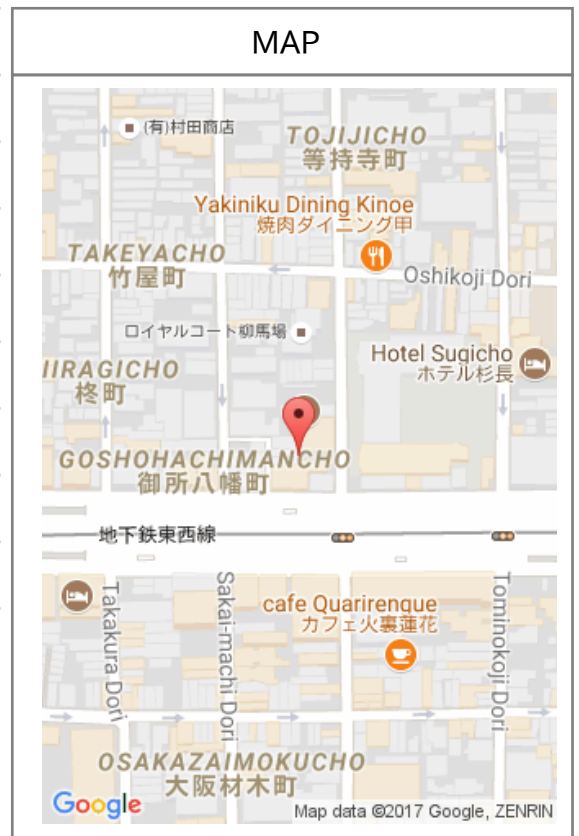 MAP
(有)村田商店
TOJIJICHO
等持寺町
Yakiniku Dining Kinoe
焼肉ダイニング甲
TAKEYACHO
竹屋町
Oshikoji Dori
ロイヤルコート柳馬場
Hotel Sugicho
ホテル杉長
IIRAGICHO
柊町
GOSHOHACHIMANCHO
御所八幡町
地下鉄東西線
Takakura Dori
Sakai-machi Dori
cafe Quarirenque
カフェ火裏蓮花
Tominokoji Dori
OSAKAZAIMOKUCHO
大阪材木町
Google
Map data ©2017 Google, ZENRIN